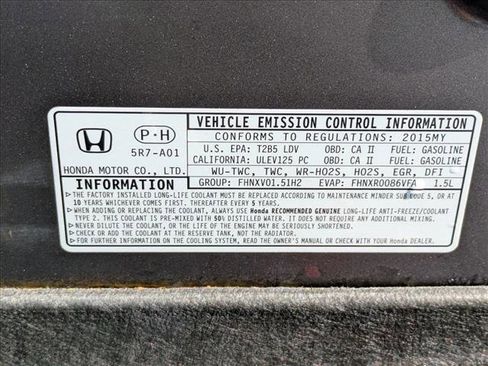 VEHICLE EMISSION CONTROL INFORMATION
P-H
5R7-A01
HONDA MOTOR CO., LTD.
CONFORMS TO REGULATIONS: 2015MY
U.S. EPA: T2B5 LDV OBD: CA II FUEL: GASOLINE
CALIFORNIA: ULEV125 PC OBD: CA II FUEL: GASOLINE
WU-TWC, TWC, WR-HO2S, HO2S, EGR, DFI
GROUP: FHNXV01.51H2 EVAP: FHNXR0086VFA 1.5L
INFORMATION
THE FACTORY INSTALLED LONG-LIFE COOLANT MUST BE REPLACED ACCORDING TO MAINTENANCE MINDER SUB CODE 5, OR AT
10 YEARS WHICHEVER COMES FIRST, THEREAFTER EVERY 5 YEARS.
WHEN ADDING OR REPLACING THE COOLANT, ALWAYS USE Honda RECOMMENDED GENUINE LONG-LIFE ANTI-FREEZE/COOLANT
TYPE 2. THIS COOLANT IS PRE-MIXED WITH 50% DISTILLED WATER. IT DOES NOT REQUIRE ANY ADDITIONAL MIXING.
NEVER DILUTE THE COOLANT, OR THE LIFE OF THE ENGINE MAY BE SERIOUSLY SHORTENED.
CHECK OR ADD THE COOLANT AT THE RESERVE TANK, NOT THE RADIATOR.
FOR FURTHER INFORMATION ON THE COOLING SYSTEM, READ THE OWNER'S MANUAL OR CHECK WITH YOUR Honda DEALER.